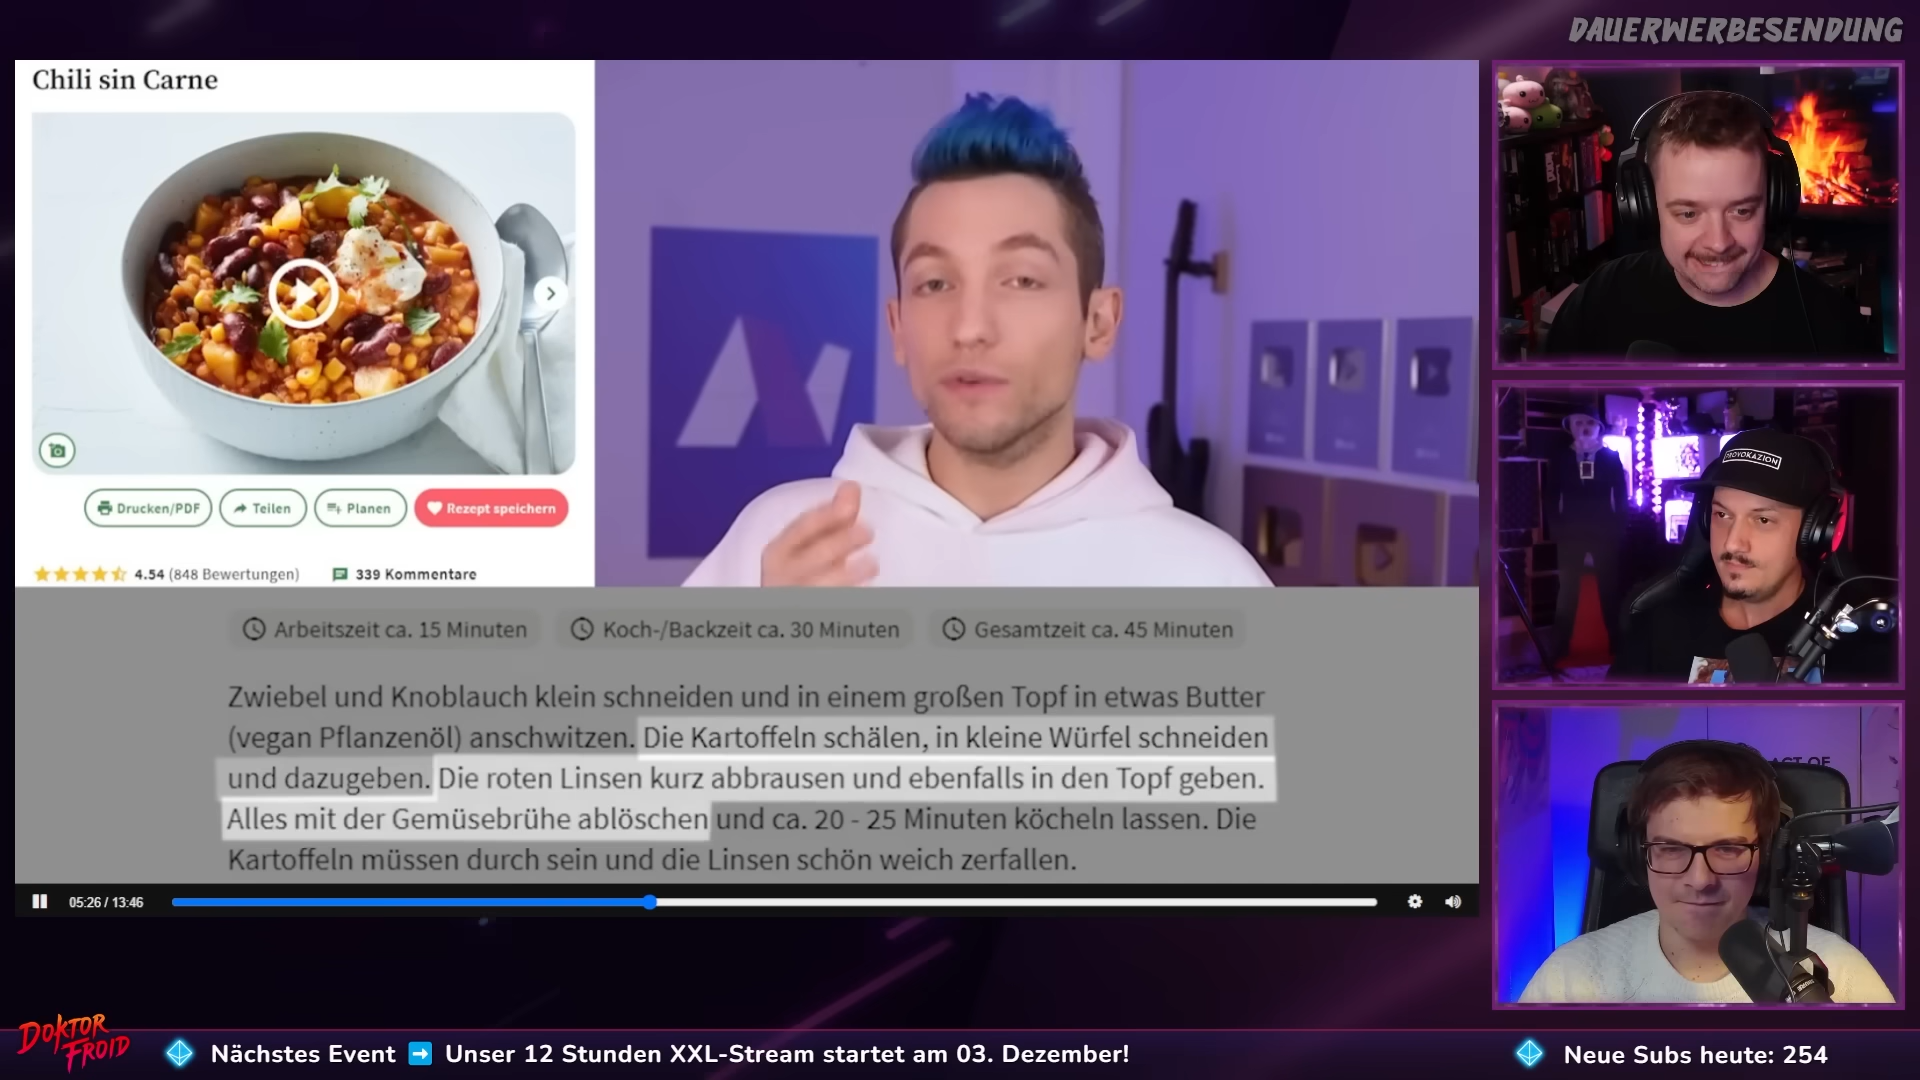 DAUERWERBESENDUNG
Chili sin Carne
Drucken/PDF
Teilen
Planen
Rezept speichern
4.54 (848 Bewertungen)
339 Kommentare
Arbeitszeit ca. 15 Minuten
Koch-/Backzeit ca. 30 Minuten
Gesamtzeit ca. 45 Minuten
Zwiebel und Knoblauch klein schneiden und in einem großen Topf in etwas Butter
(vegan Pflanzenöl) anschwitzen. Die Kartoffeln schälen, in kleine Würfel schneiden
und dazugeben. Die roten Linsen kurz abbrausen und ebenfalls in den Topf geben.
Alles mit der Gemüsebrühe ablöschen und ca. 20 - 25 Minuten köcheln lassen. Die
Kartoffeln müssen durch sein und die Linsen schön weich zerfallen.
05:26 / 13:46
PROVOKAZION
ACT OF
DOKTOR
FROID
Nächstes Event
Unser 12 Stunden XXL-Stream startet am 03. Dezember!
Neue Subs heute: 254